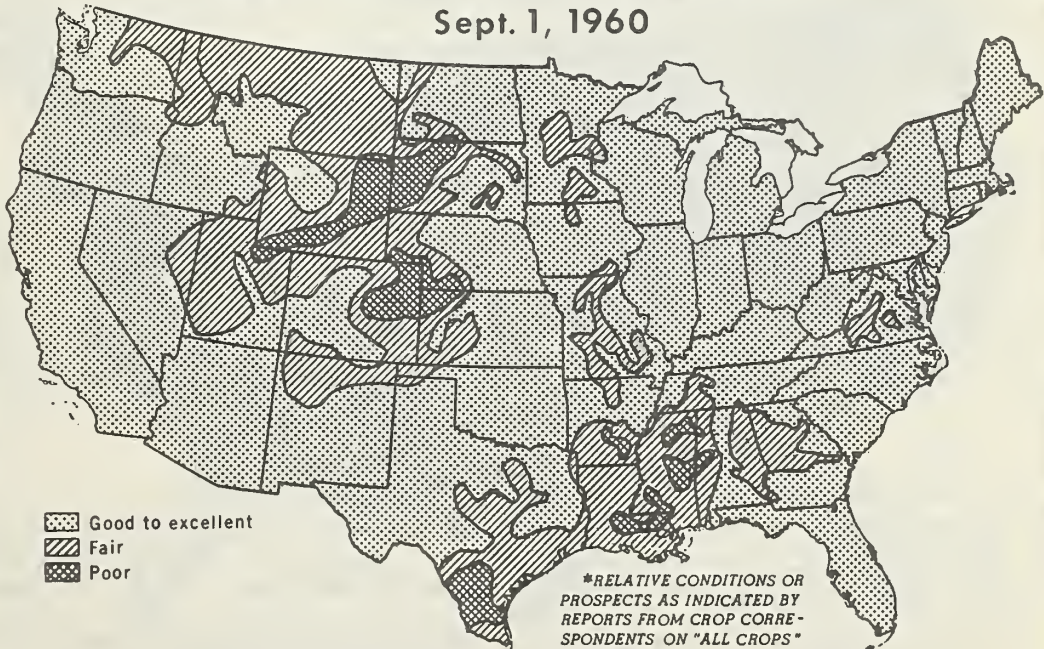 Sept. 1, 1960
Good to excellent
Fair
Poor
*RELATIVE CONDITIONS OR
PROSPECTS AS INDICATED BY
REPORTS FROM CROP CORRE-
SPONDENTS ON "ALL CROPS"